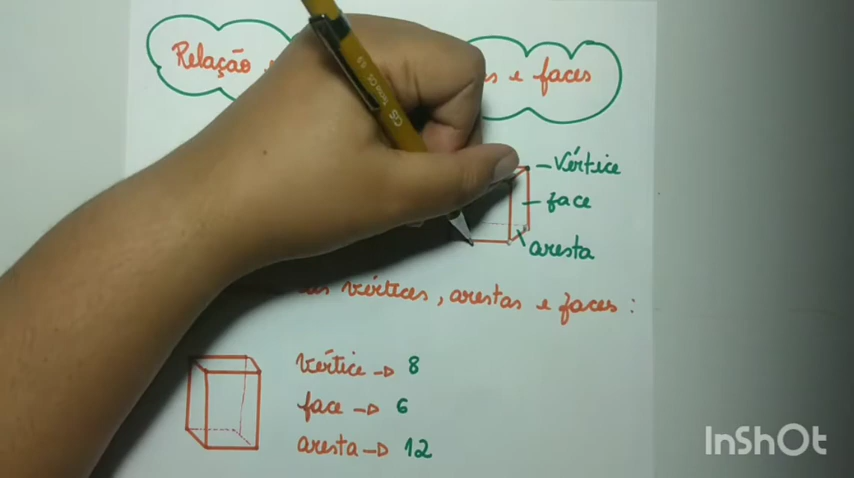 Relação
e faces
Vértice
face
aresta
vértices, arestas e faces:
vértice → 8
face → 6
aresta → 12
InShOt